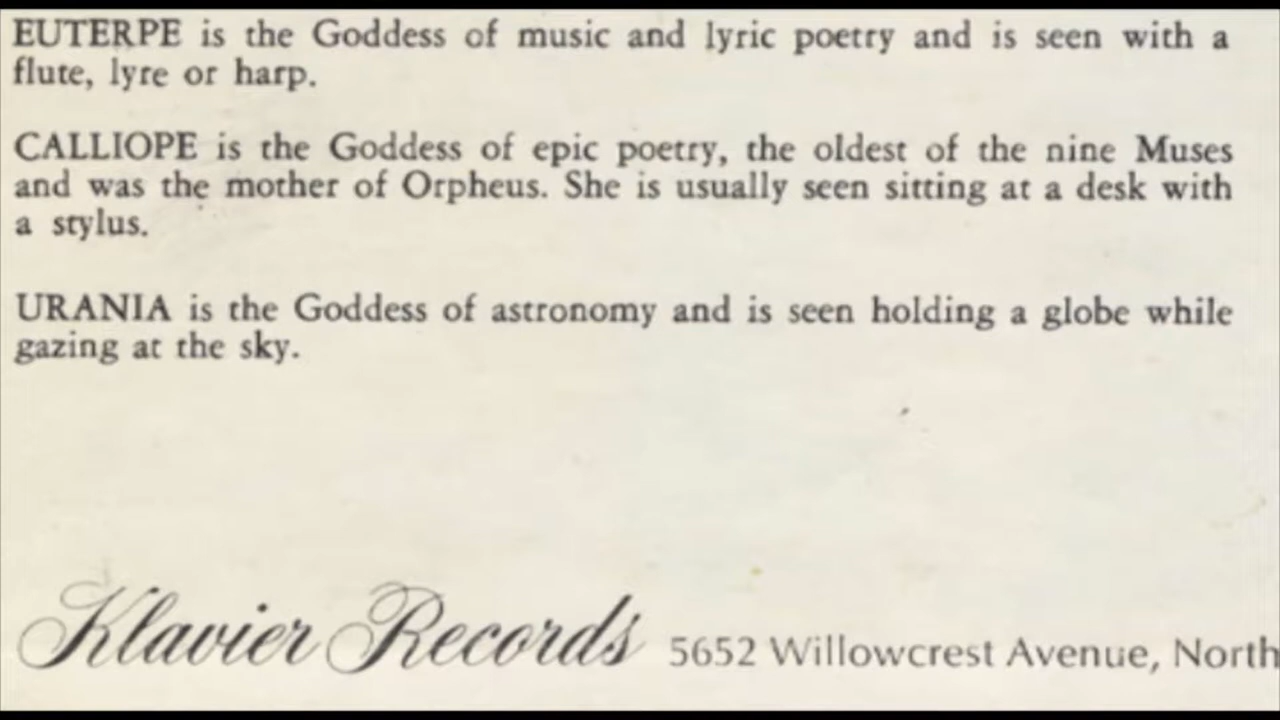 EUTERPE is the Goddess of music and lyric poetry and is seen with a
flute, lyre or harp.
CALLIOPE is the Goddess of epic poetry, the oldest of the nine Muses
and was the mother of Orpheus. She is usually seen sitting at a desk with
a stylus.
URANIA is the Goddess of astronomy and is seen holding a globe while
gazing at the sky.
Klavier Records 5652 Willowcrest Avenue, North